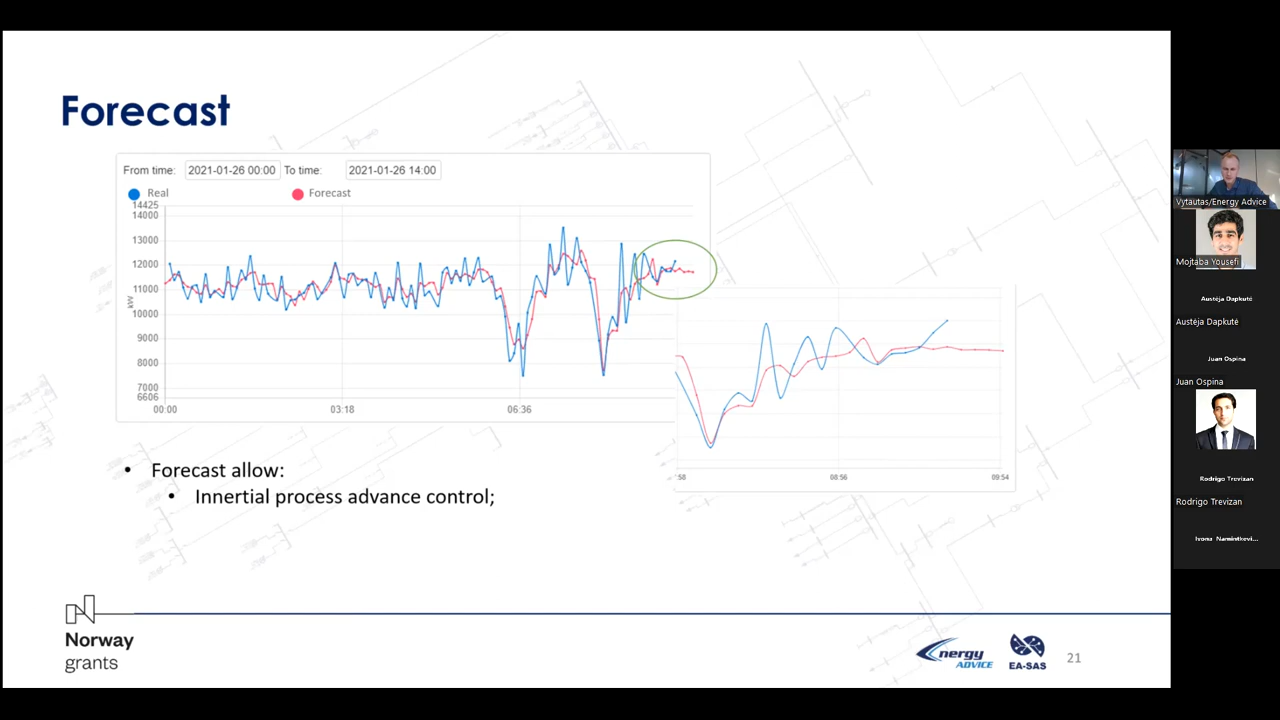 Forecast
From time: 2021-01-26 00:00 To time: 2021-01-26 14:00
Real
Forecast
14425
14000
13000
12000
11000
10000
9000
8000
7000
6606
kW
00:00
03:18
06:36
:58
08:56
09:54
• Forecast allow:
• Innertial process advance control;
Norway
grants
nergy
ADVICE
EA-SAS
21
Vytautas/Energy Advice
Mojtaba Yousefi
Austėja Dapkutė
Austėja Dapkutė
Juan Ospina
Juan Ospina
Rodrigo Trevizan
Rodrigo Trevizan
Ivona Namintkevi...